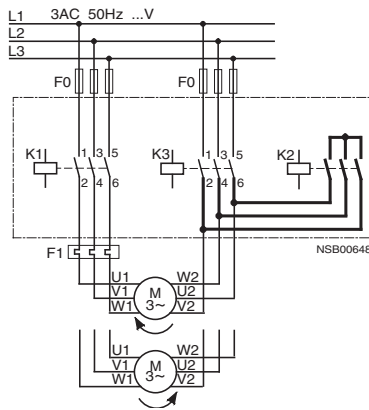 L1 3AC 50Hz ...V
L2
L3
F0 F0
K1 1 3 5 K3 1 3 5 K2
2 4 6 2 4 6
NSB00648
F1
U1 W2
V1 M U2
W1 3~ V2
U1 W2
V1 M U2
W1 3~ V2